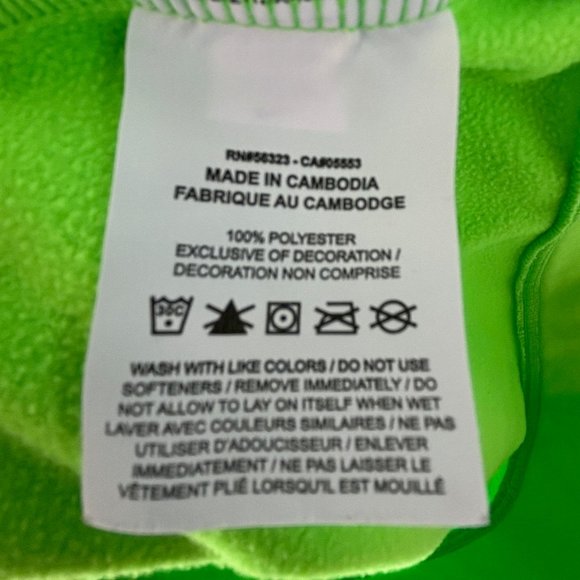 RN#56323 - CA#05553
MADE IN CAMBODIA
FABRIQUE AU CAMBODGE
100% POLYESTER
EXCLUSIVE OF DECORATION /
DECORATION NON COMPRISE
30C
WASH WITH LIKE COLORS / DO NOT USE
SOFTENERS / REMOVE IMMEDIATELY / DO
NOT ALLOW TO LAY ON ITSELF WHEN WET
LAVER AVEC COULEURS SIMILAIRES / NE PAS
UTILISER D'ADOUCISSEUR / ENLEVER
IMMEDIATEMENT / NE PAS LAISSER LE
VÊTEMENT PLIÉ LORSQU'IL EST MOUILLÉ